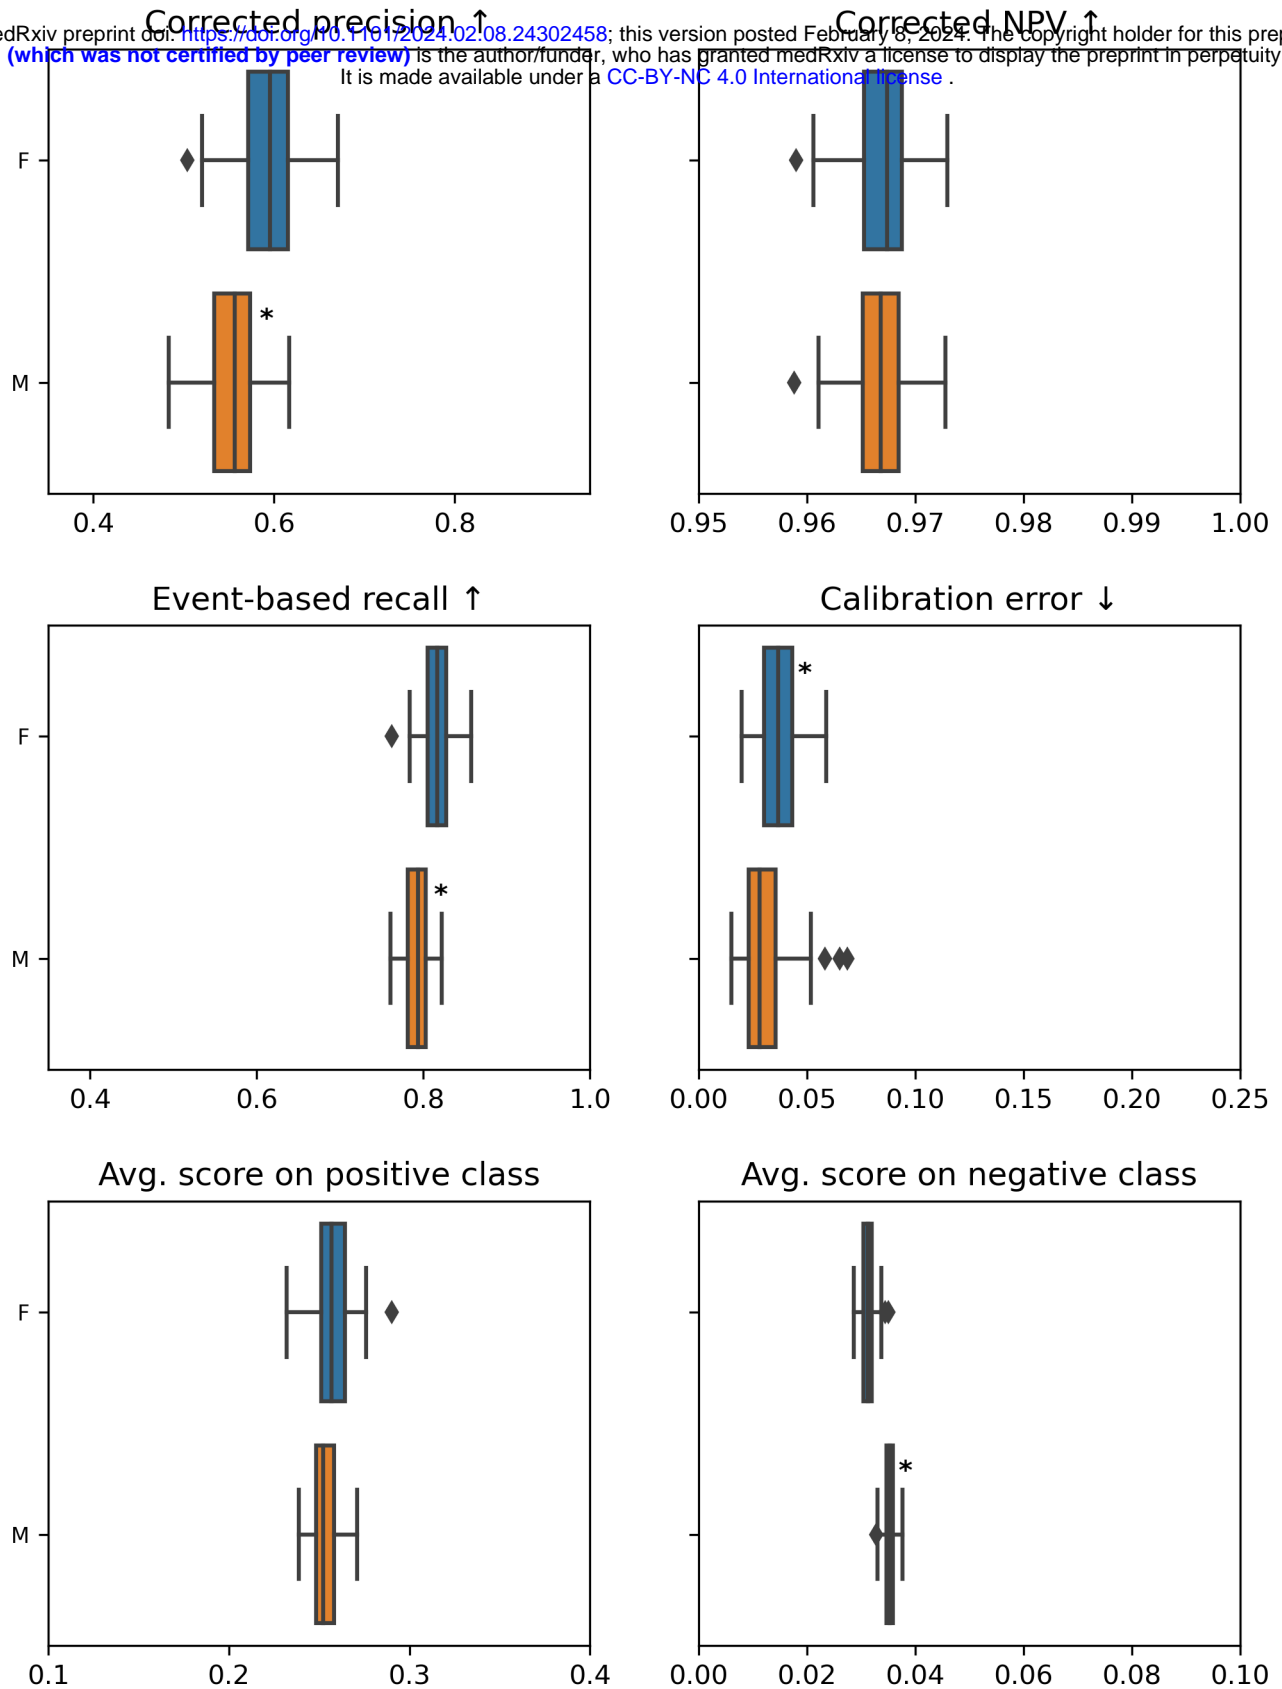 Corrected precision ↑ Corrected NPV ↑
edRxiv preprint doi: https://doi.org/10.1101/2024.02.08.24302458; this version posted February 8, 2024. The copyright holder for this prep
(which was not certified by peer review) is the author/funder, who has granted medRxiv a license to display the preprint in perpetuity
It is made available under a CC-BY-NC 4.0 International license .
F
*
M
0.4 0.6 0.8
0.95 0.96 0.97 0.98 0.99 1.00
Event-based recall ↑ Calibration error ↓
F
*
M
*
0.4 0.6 0.8 1.0
0.00 0.05 0.10 0.15 0.20 0.25
Avg. score on positive class Avg. score on negative class
F
M
*
0.1 0.2 0.3 0.4
0.00 0.02 0.04 0.06 0.08 0.10